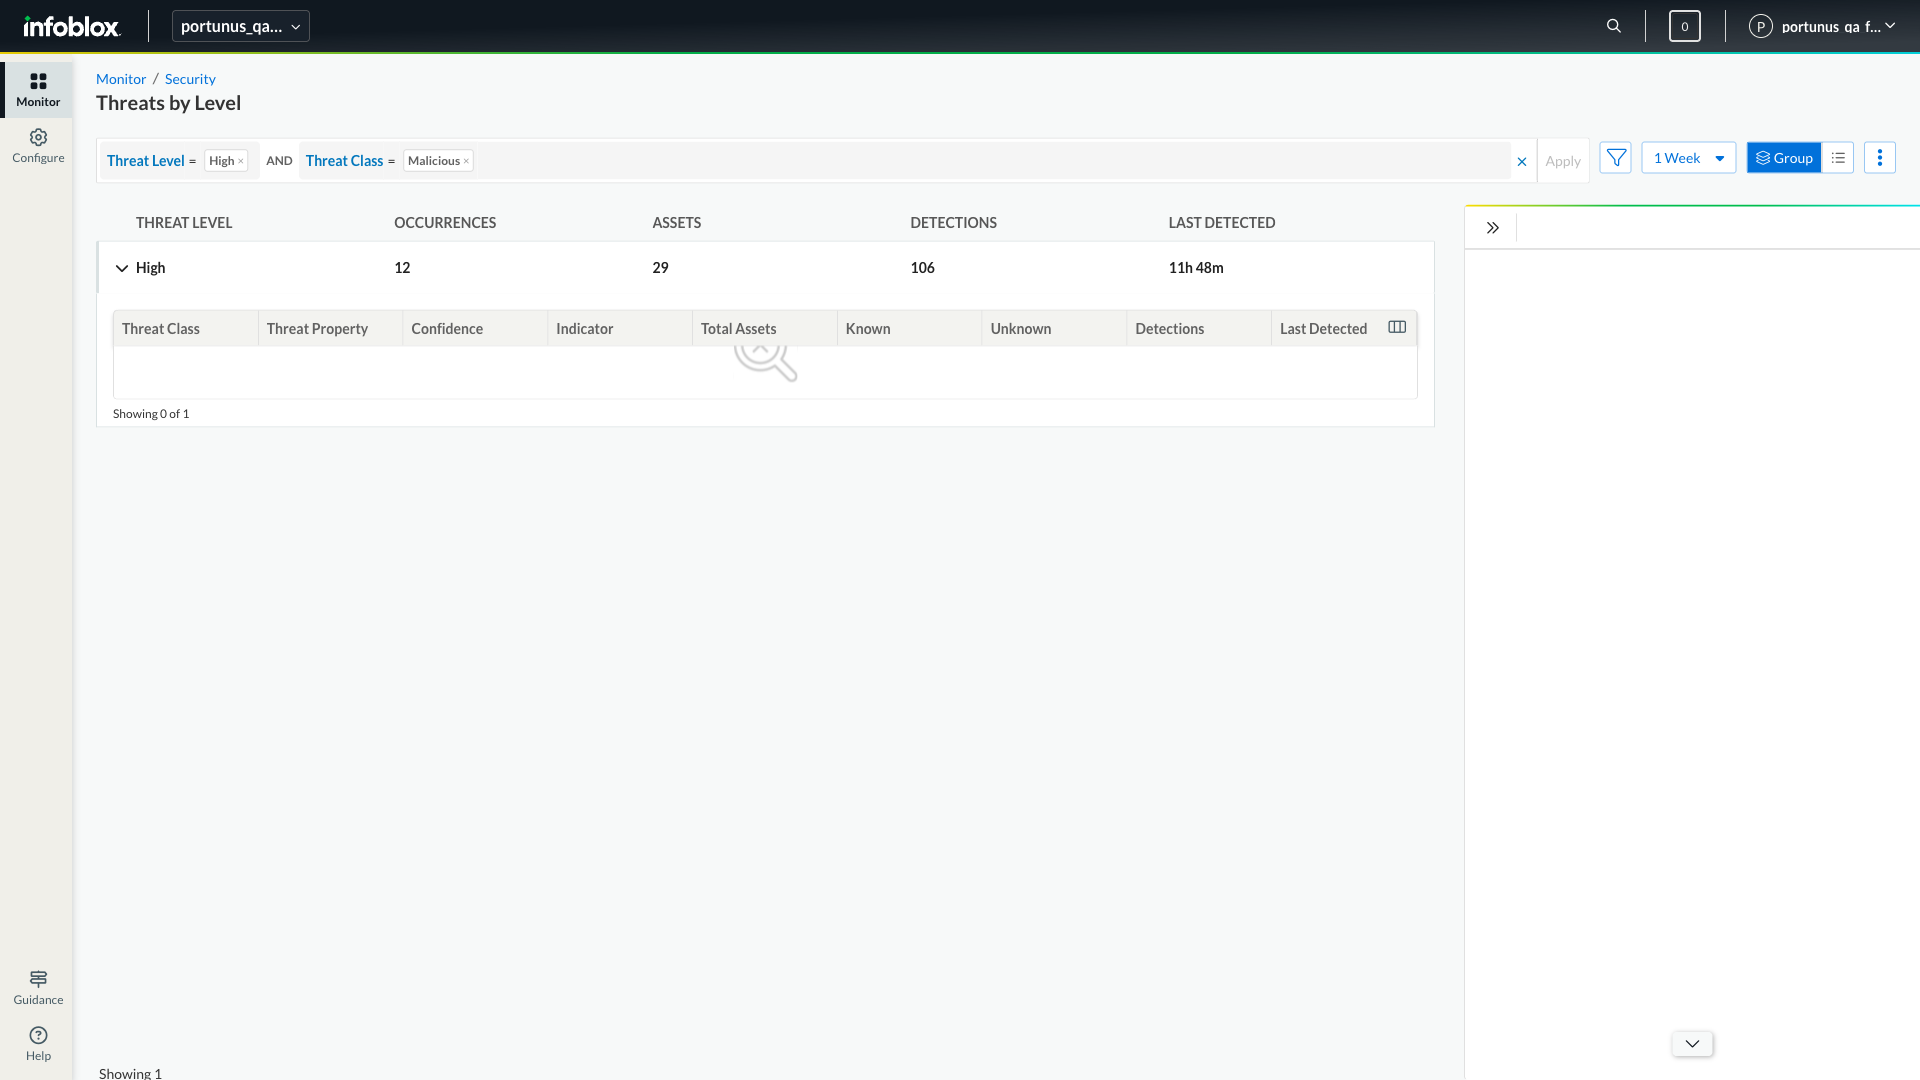 infoblox.
portunus_qa...
0
P
portunus_qa_f...
Monitor
Configure
Guidance
Help
Monitor / Security
Threats by Level
Threat Level = High × AND Threat Class = Malicious ×
Apply
1 Week
Group
THREAT LEVEL OCCURRENCES ASSETS DETECTIONS LAST DETECTED
High 12 29 106 11h 48m
Threat Class Threat Property Confidence Indicator Total Assets Known Unknown Detections Last Detected
Showing 0 of 1
Showing 1